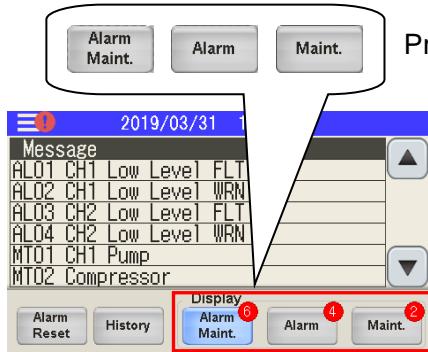 Alarm
Maint.
Alarm
Maint.
Pr
2019/03/31 1
Message
AL01 CH1 Low Level FLT
AL02 CH1 Low Level WRN
AL03 CH2 Low Level FLT
AL04 CH2 Low Level WRN
MT01 CH1 Pump
MT02 Compressor
Display
Alarm
Reset
History
Alarm
Maint.
6
Alarm
4
Maint.
2